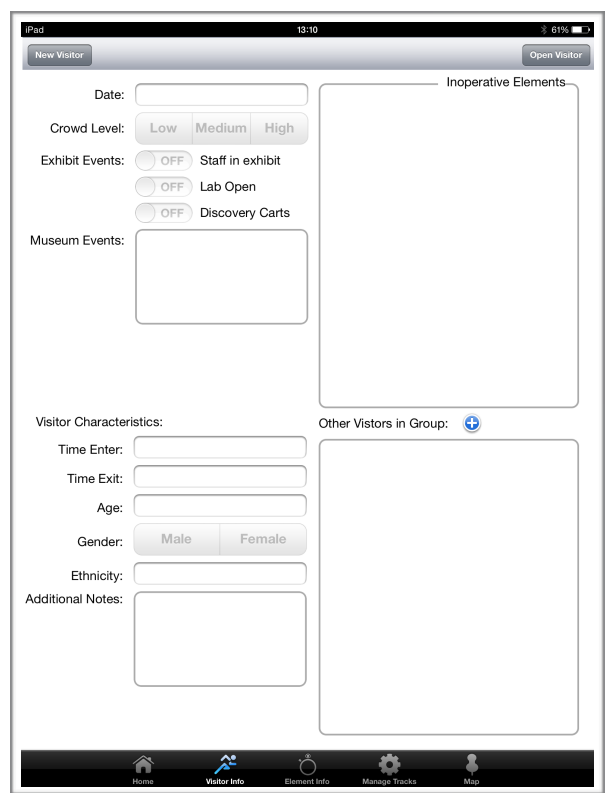 iPad 13:10 61%
New Visitor Open Visitor
Inoperative Elements
Date:
Crowd Level: Low Medium High
Exhibit Events: OFF Staff in exhibit
OFF Lab Open
OFF Discovery Carts
Museum Events:
Visitor Characteristics:
Other Vistors in Group:
Time Enter:
Time Exit:
Age:
Gender: Male Female
Ethnicity:
Additional Notes:
Home Visitor Info Element Info Manage Tracks Map